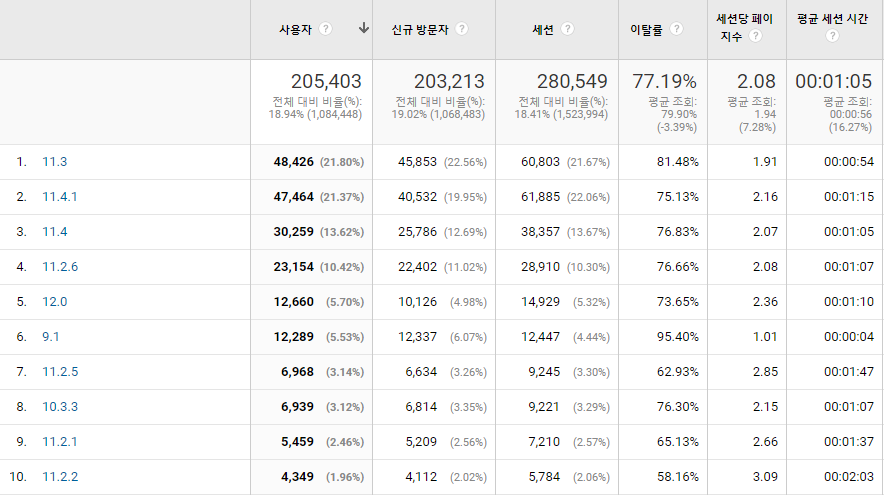 사용자 ? 신규 방문자 ? 세션 ? 이탈률 ? 세션당 페이지수 ? 평균 세션 시간 ?
205,403 203,213 280,549 77.19% 2.08 00:01:05
전체 대비 비율(%): 전체 대비 비율(%): 전체 대비 비율(%): 평균 조회: 평균 조회: 평균 조회:
18.94% (1,084,448) 19.02% (1,068,483) 18.41% (1,523,994) 79.90% 1.94 00:00:56
(-3.39%) (7.28%) (16.27%)
1. 11.3 48,426 (21.80%) 45,853 (22.56%) 60,803 (21.67%) 81.48% 1.91 00:00:54
2. 11.4.1 47,464 (21.37%) 40,532 (19.95%) 61,885 (22.06%) 75.13% 2.16 00:01:15
3. 11.4 30,259 (13.62%) 25,786 (12.69%) 38,357 (13.67%) 76.83% 2.07 00:01:05
4. 11.2.6 23,154 (10.42%) 22,402 (11.02%) 28,910 (10.30%) 76.66% 2.08 00:01:07
5. 12.0 12,660 (5.70%) 10,126 (4.98%) 14,929 (5.32%) 73.65% 2.36 00:01:10
6. 9.1 12,289 (5.53%) 12,337 (6.07%) 12,447 (4.44%) 95.40% 1.01 00:00:04
7. 11.2.5 6,968 (3.14%) 6,634 (3.26%) 9,245 (3.30%) 62.93% 2.85 00:01:47
8. 10.3.3 6,939 (3.12%) 6,814 (3.35%) 9,221 (3.29%) 76.30% 2.15 00:01:07
9. 11.2.1 5,459 (2.46%) 5,209 (2.56%) 7,210 (2.57%) 65.13% 2.66 00:01:37
10. 11.2.2 4,349 (1.96%) 4,112 (2.02%) 5,784 (2.06%) 58.16% 3.09 00:02:03